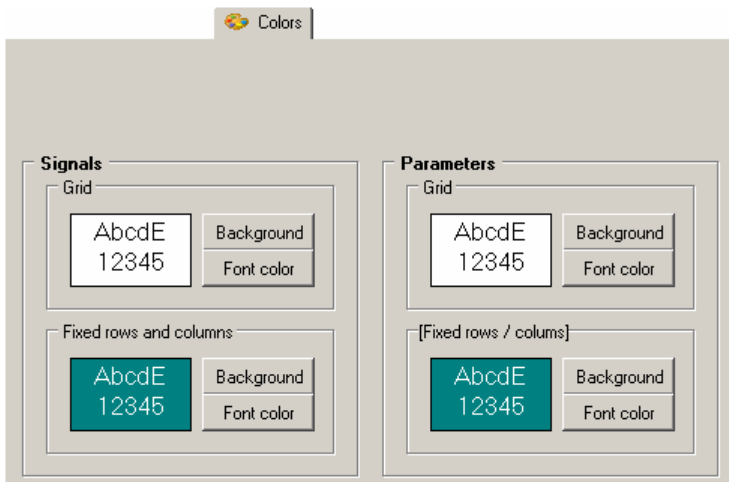 Colors
Signals
Grid
AbcdE
12345
Background
Font color
Fixed rows and columns
AbcdE
12345
Background
Font color
Parameters
Grid
AbcdE
12345
Background
Font color
[Fixed rows / colums]
AbcdE
12345
Background
Font color